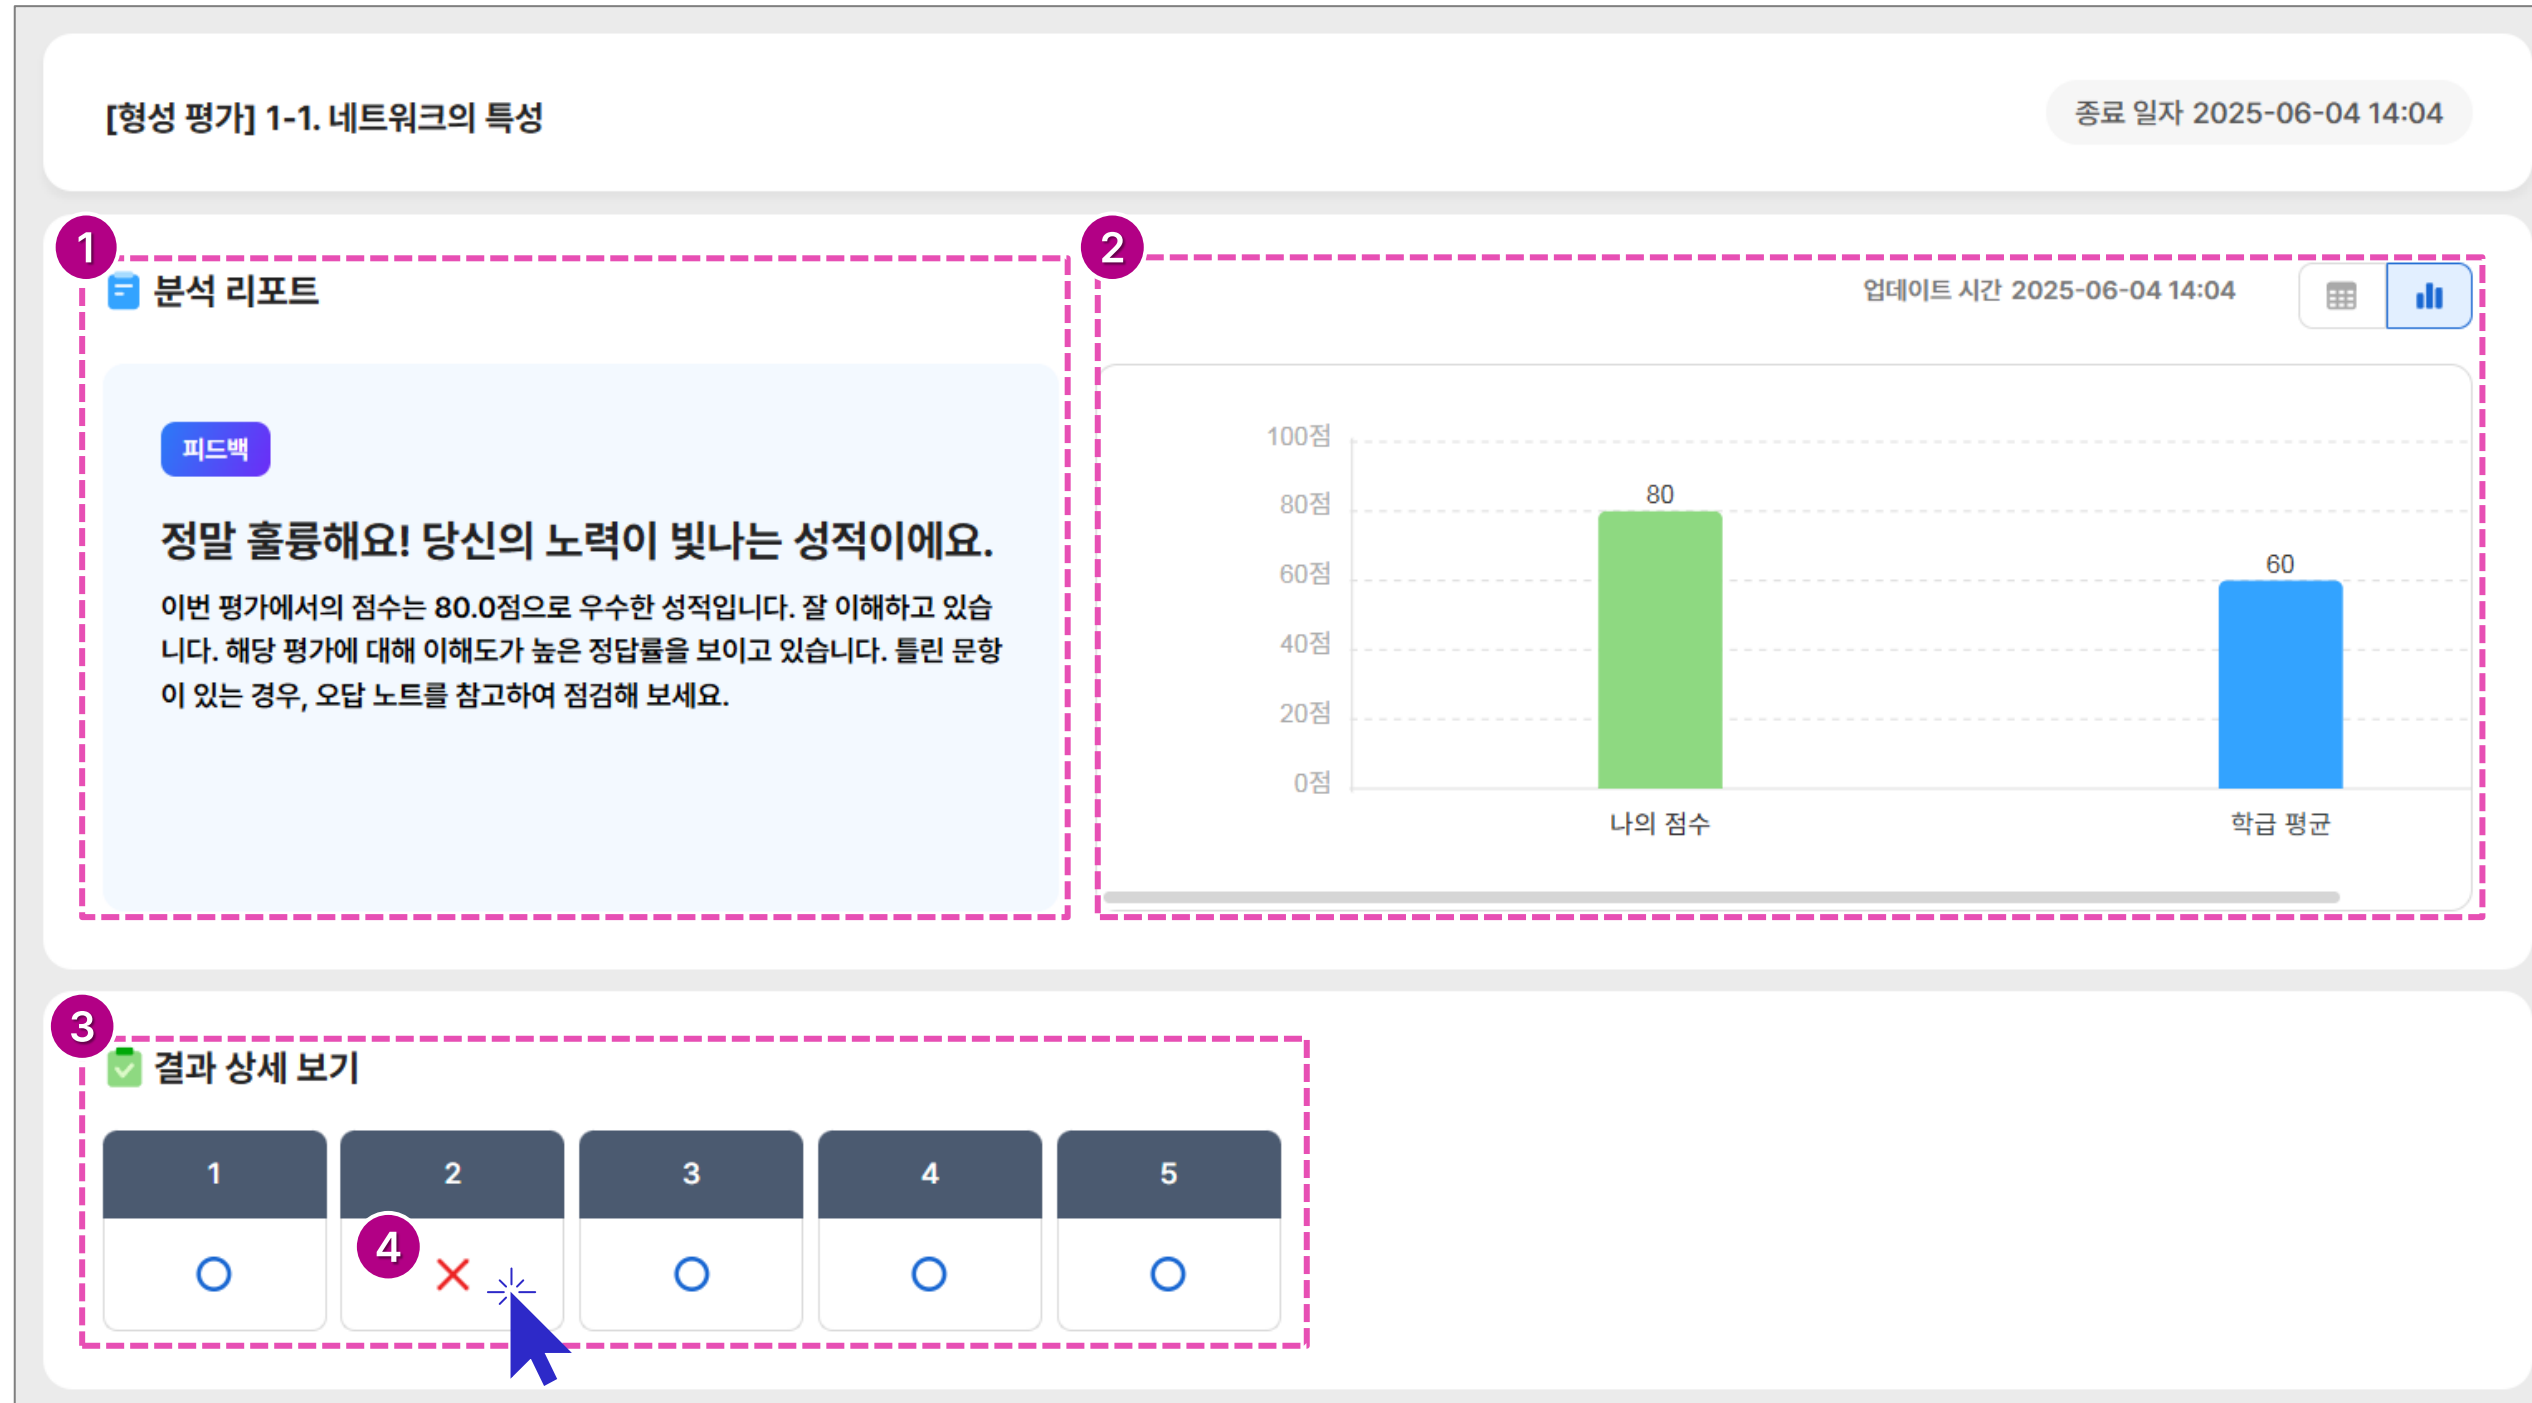 [형성 평가] 1-1. 네트워크의 특성
종료 일자 2025-06-04 14:04
1
분석 리포트
피드백
정말 훌륭해요! 당신의 노력이 빛나는 성적이에요.
이번 평가에서의 점수는 80.0점으로 우수한 성적입니다. 잘 이해하고 있습
니다. 해당 평가에 대해 이해도가 높은 정답률을 보이고 있습니다. 틀린 문항
이 있는 경우, 오답 노트를 참고하여 점검해 보세요.
2
업데이트 시간 2025-06-04 14:04
100점
80점
60점
40점
20점
0점
80
60
나의 점수
학급 평균
3
결과 상세 보기
1
2
3
4
5
4